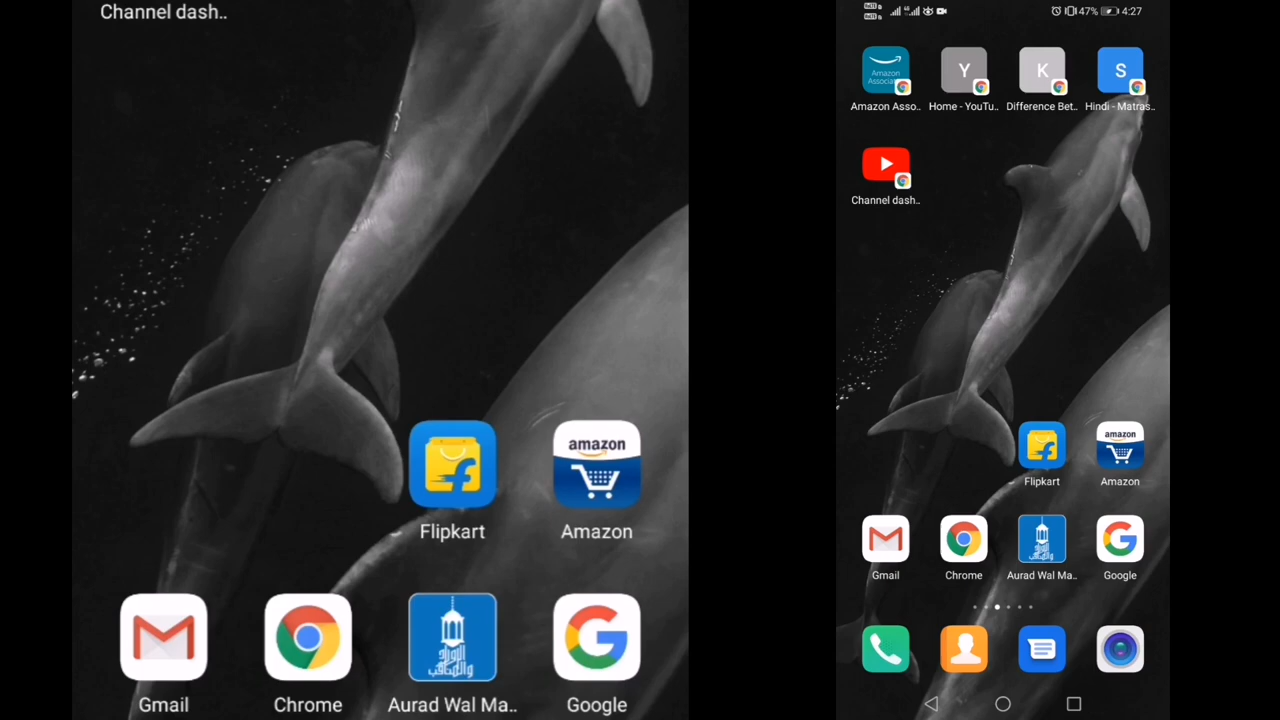 Channel dash..
amazon
Flipkart
Amazon
Gmail
Chrome
Aurad Wal Ma..
Google
47%
4:27
Amazon
Y
K
S
Amazon Asso..
Home - YouTu..
Difference Bet..
Hindi - Matras..
Channel dash..
amazon
Flipkart
Amazon
Gmail
Chrome
Aurad Wal Ma..
Google